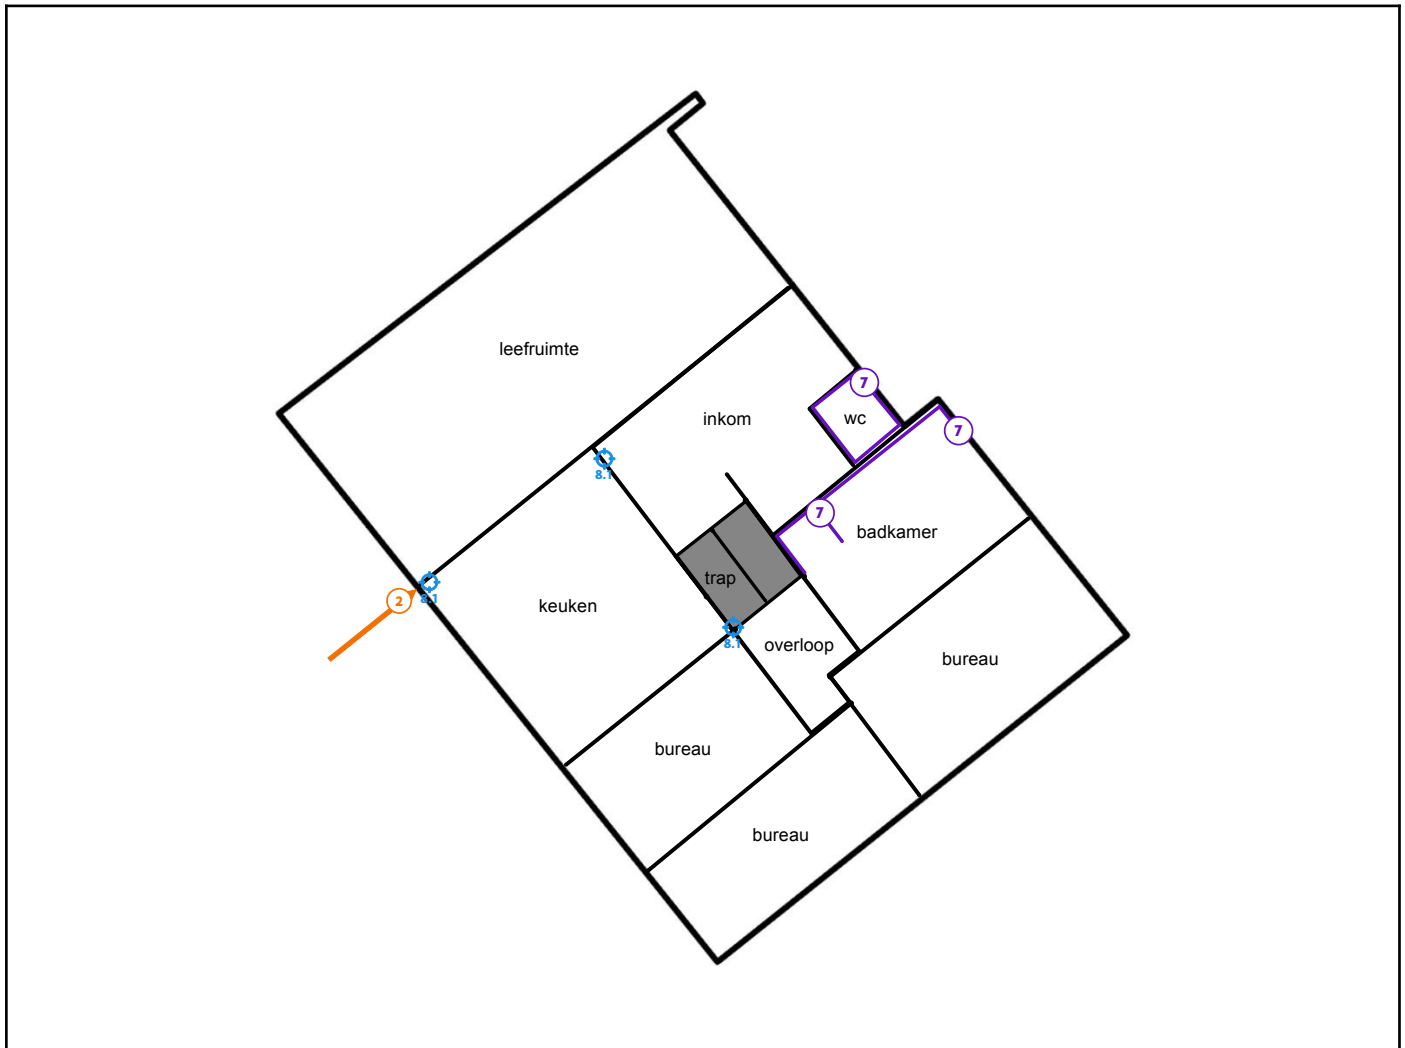 leefruimte
7
inkom
wc
7
8.1
7
badkamer
trap
2
8.1
keuken
8.1
overloop
bureau
bureau
bureau